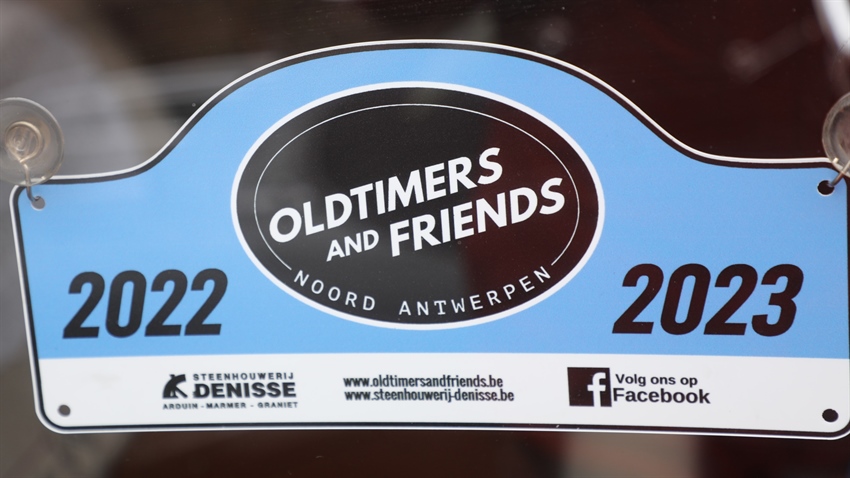 OLDTIMERS
AND FRIENDS
NOORD ANTWERPEN
2022
2023
STEENHOUWERIJ
DENISSE
ARDUIN - MARMER - GRANIET
www.oldtimersandfriends.be
www.steenhouwerij-denisse.be
f
Volg ons op
Facebook